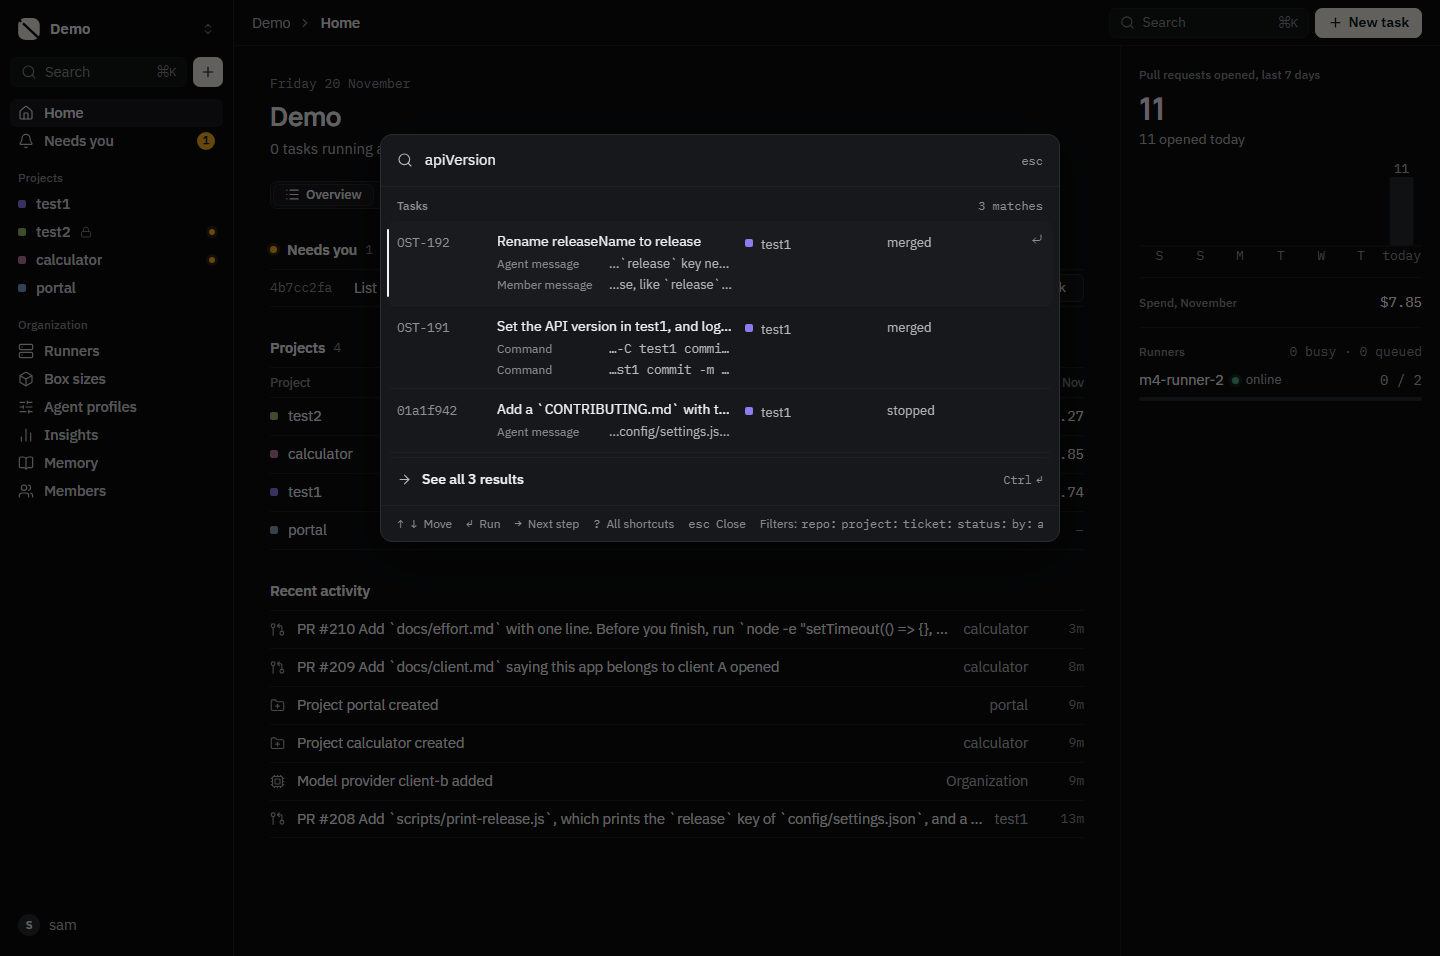 Demo
Search ⌘K
Home
Needs you 1
Projects
test1
test2
calculator
portal
Organization
Runners
Box sizes
Agent profiles
Insights
Memory
Members
S sam
Demo > Home
Search ⌘K
+ New task
Friday 20 November
Demo
0 tasks running
Overview
Needs you 1
4b7cc2fa List
Projects 4
Project Nov
test2 .27
calculator .85
test1 .74
portal –
Recent activity
PR #210 Add `docs/effort.md` with one line. Before you finish, run `node -e "setTimeout(() => {}, … calculator 3m
PR #209 Add `docs/client.md` saying this app belongs to client A opened calculator 8m
Project portal created portal 9m
Project calculator created calculator 9m
Model provider client-b added Organization 9m
PR #208 Add `scripts/print-release.js`, which prints the `release` key of `config/settings.json`, and a … test1 13m
apiVersion esc
Tasks 3 matches
OST-192 Rename releaseName to release test1 merged ↵
Agent message …`release` key ne…
Member message …se, like `release`…
OST-191 Set the API version in test1, and log… test1 merged
Command …-C test1 commi…
Command …st1 commit -m …
01a1f942 Add a `CONTRIBUTING.md` with t… test1 stopped
Agent message …config/settings.js…
→ See all 3 results Ctrl ↵
↑ ↓ Move ↵ Run → Next step ? All shortcuts esc Close Filters: repo: project: ticket: status: by: a
Pull requests opened, last 7 days
11
11 opened today
11
S S M T W T today
Spend, November $7.85
Runners 0 busy · 0 queued
m4-runner-2 online 0 / 2